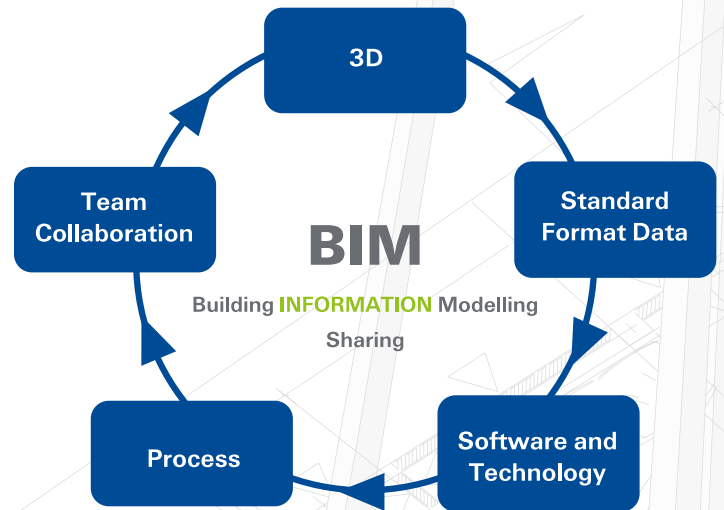 3D
Team
Collaboration
Standard
Format Data
BIM
Building INFORMATION Modelling
Sharing
Process
Software and
Technology